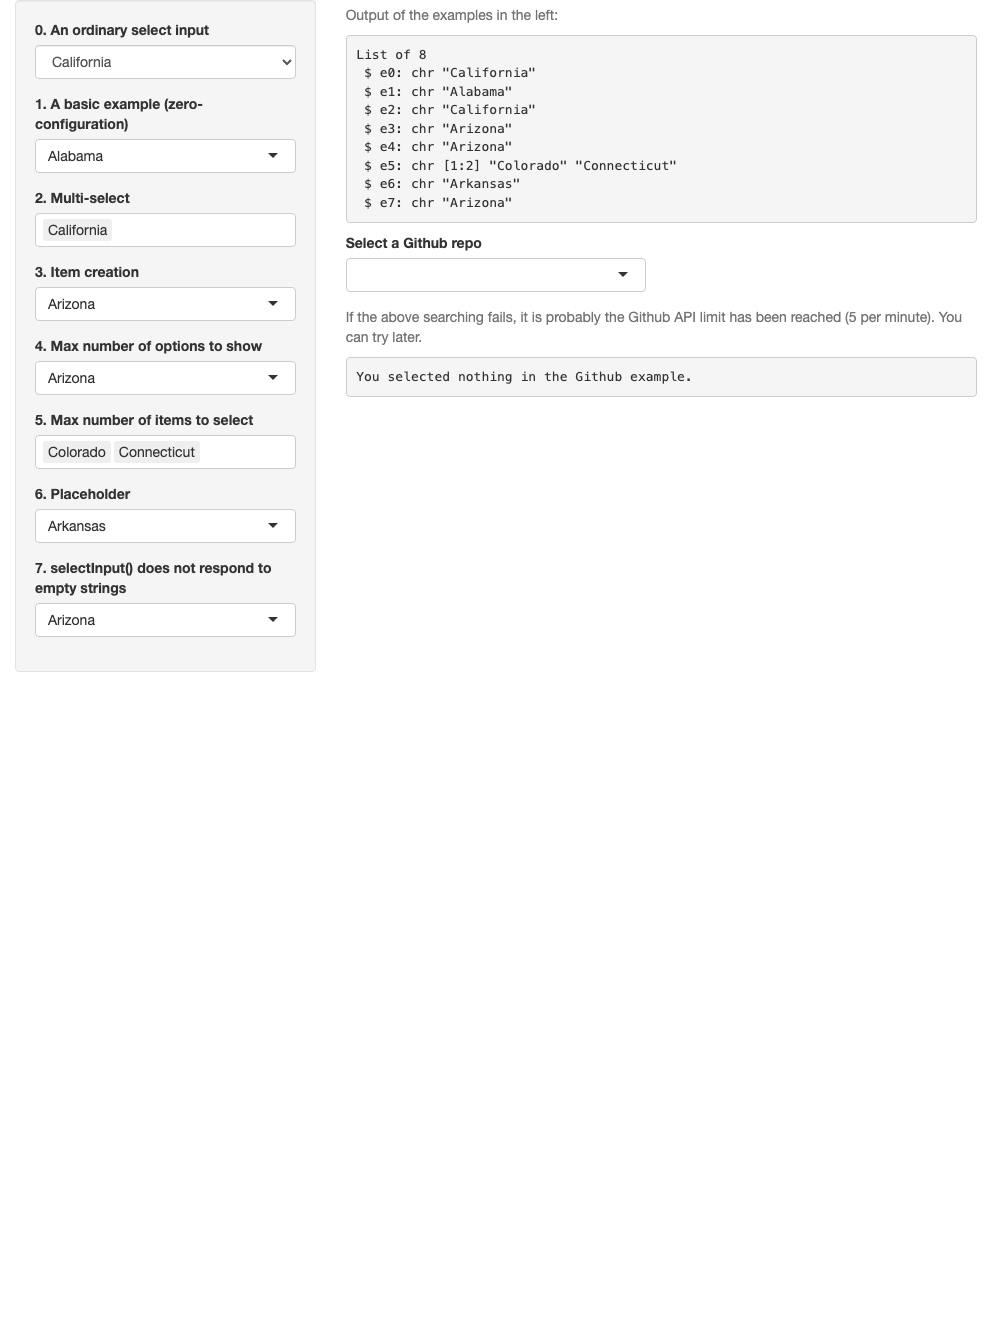 0. An ordinary select input
California
1. A basic example (zero-
configuration)
Alabama
2. Multi-select
California
3. Item creation
Arizona
4. Max number of options to show
Arizona
5. Max number of items to select
Colorado Connecticut
6. Placeholder
Arkansas
7. selectInput() does not respond to
empty strings
Arizona
Output of the examples in the left:
List of 8
 $ e0: chr "California"
 $ e1: chr "Alabama"
 $ e2: chr "California"
 $ e3: chr "Arizona"
 $ e4: chr "Arizona"
 $ e5: chr [1:2] "Colorado" "Connecticut"
 $ e6: chr "Arkansas"
 $ e7: chr "Arizona"
Select a Github repo
If the above searching fails, it is probably the Github API limit has been reached (5 per minute). You
can try later.
You selected nothing in the Github example.